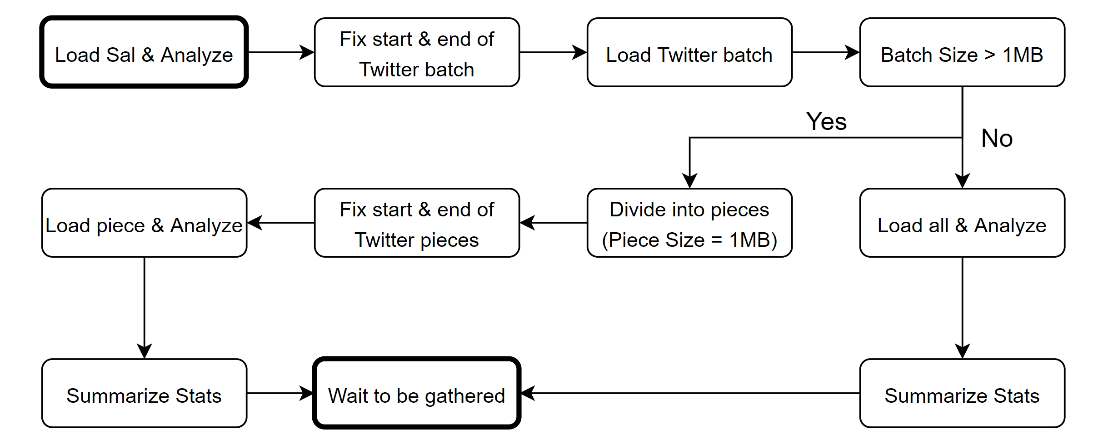 Load Sal & Analyze
Fix start & end of
Twitter batch
Load Twitter batch
Batch Size > 1MB
Yes
No
Load piece & Analyze
Fix start & end of
Twitter pieces
Divide into pieces
(Piece Size = 1MB)
Load all & Analyze
Summarize Stats
Wait to be gathered
Summarize Stats